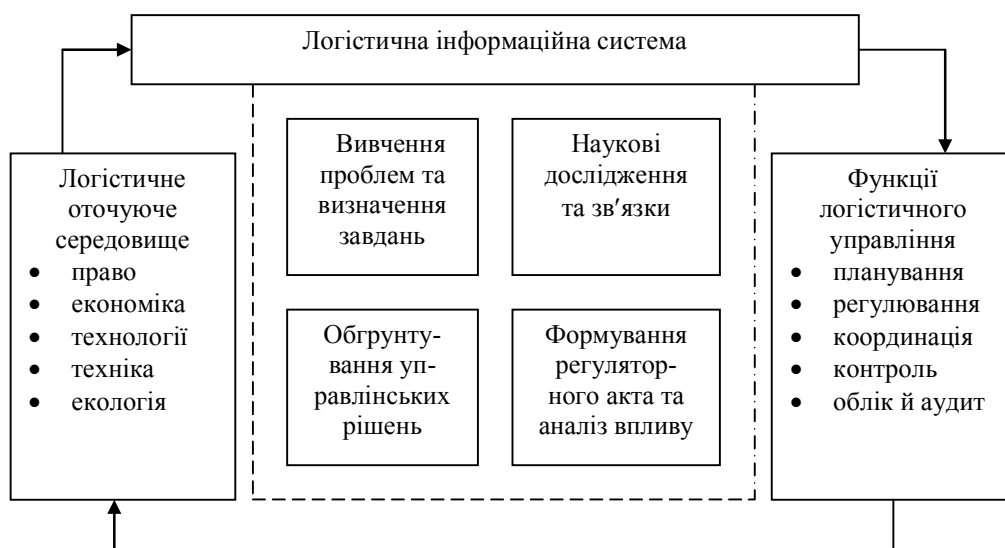 Логістична інформаційна система
Логістичне
оточуюче
середовище
• право
• економіка
• технології
• техніка
• екологія
Вивчення
проблем та
визначення
завдань
Наукові
дослідження
та зв'язки
Обгрунту-
вання уп-
равлінських
рішень
Формування
регулятор-
ного акта та
аналіз впливу
Функції
логістичного
управління
• планування
• регулювання
• координація
• контроль
• облік й аудит